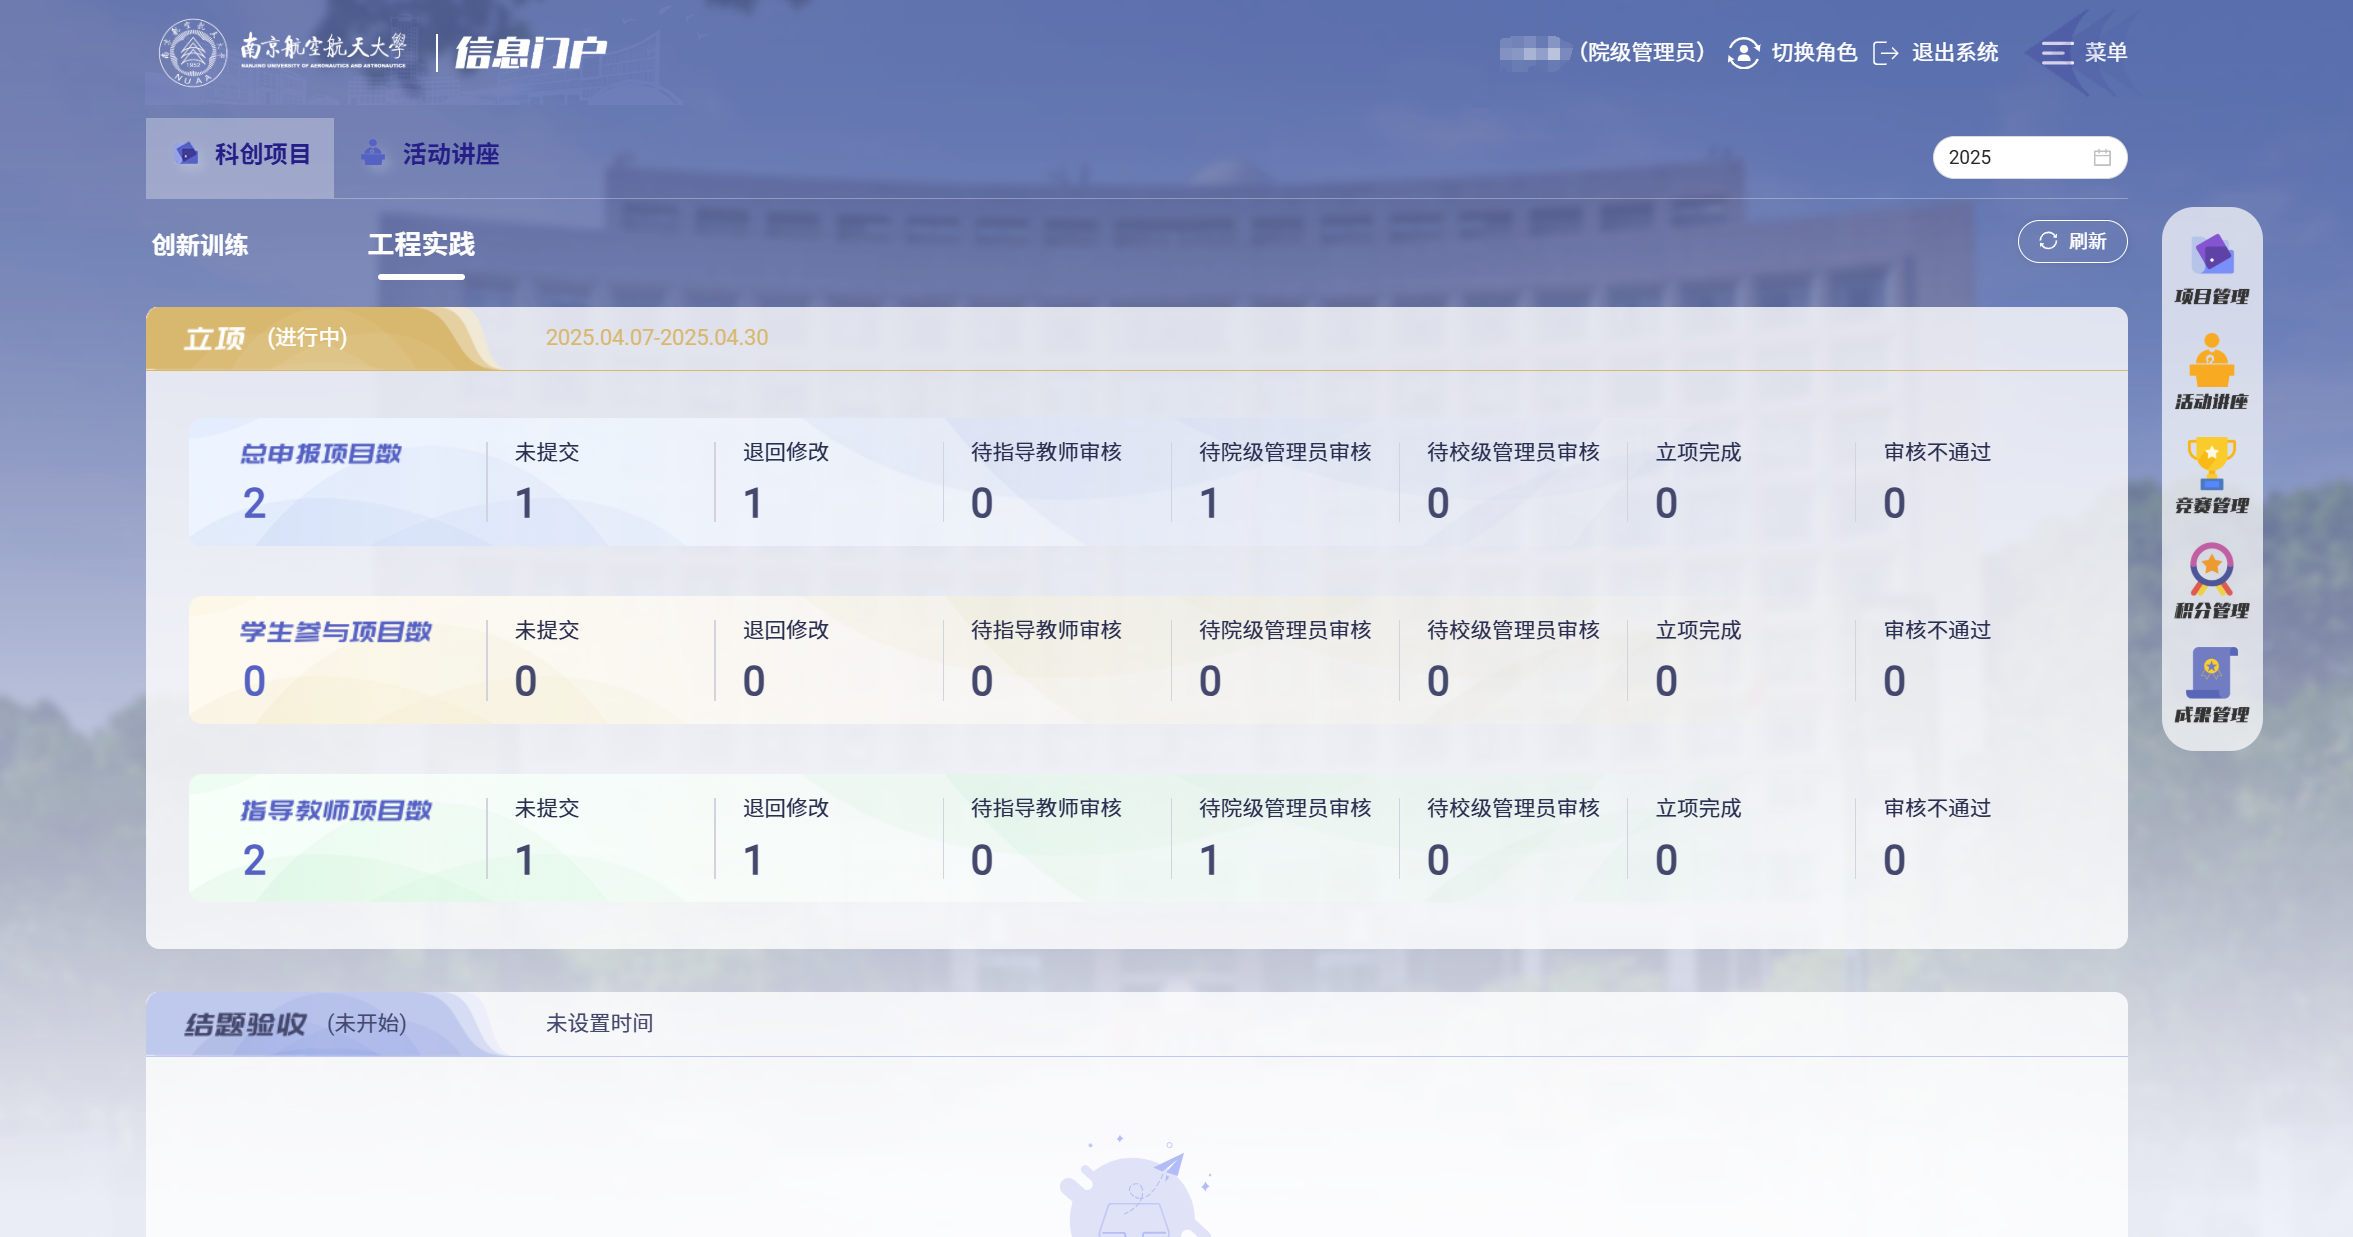 南京航空航天大學
NANJING UNIVERSITY OF AERONAUTICS AND ASTRONAUTICS
NUAA
1952
信息门户
(院级管理员)
切换角色
退出系统
菜单
科创项目
活动讲座
2025
创新训练
工程实践
刷新
立项 (进行中) 2025.04.07-2025.04.30
总申报项目数 未提交 退回修改 待指导教师审核 待院级管理员审核 待校级管理员审核 立项完成 审核不通过
2 1 1 0 1 0 0 0
学生参与项目数 未提交 退回修改 待指导教师审核 待院级管理员审核 待校级管理员审核 立项完成 审核不通过
0 0 0 0 0 0 0 0
指导教师项目数 未提交 退回修改 待指导教师审核 待院级管理员审核 待校级管理员审核 立项完成 审核不通过
2 1 1 0 1 0 0 0
结题验收 (未开始) 未设置时间
项目管理
活动讲座
竞赛管理
积分管理
成果管理